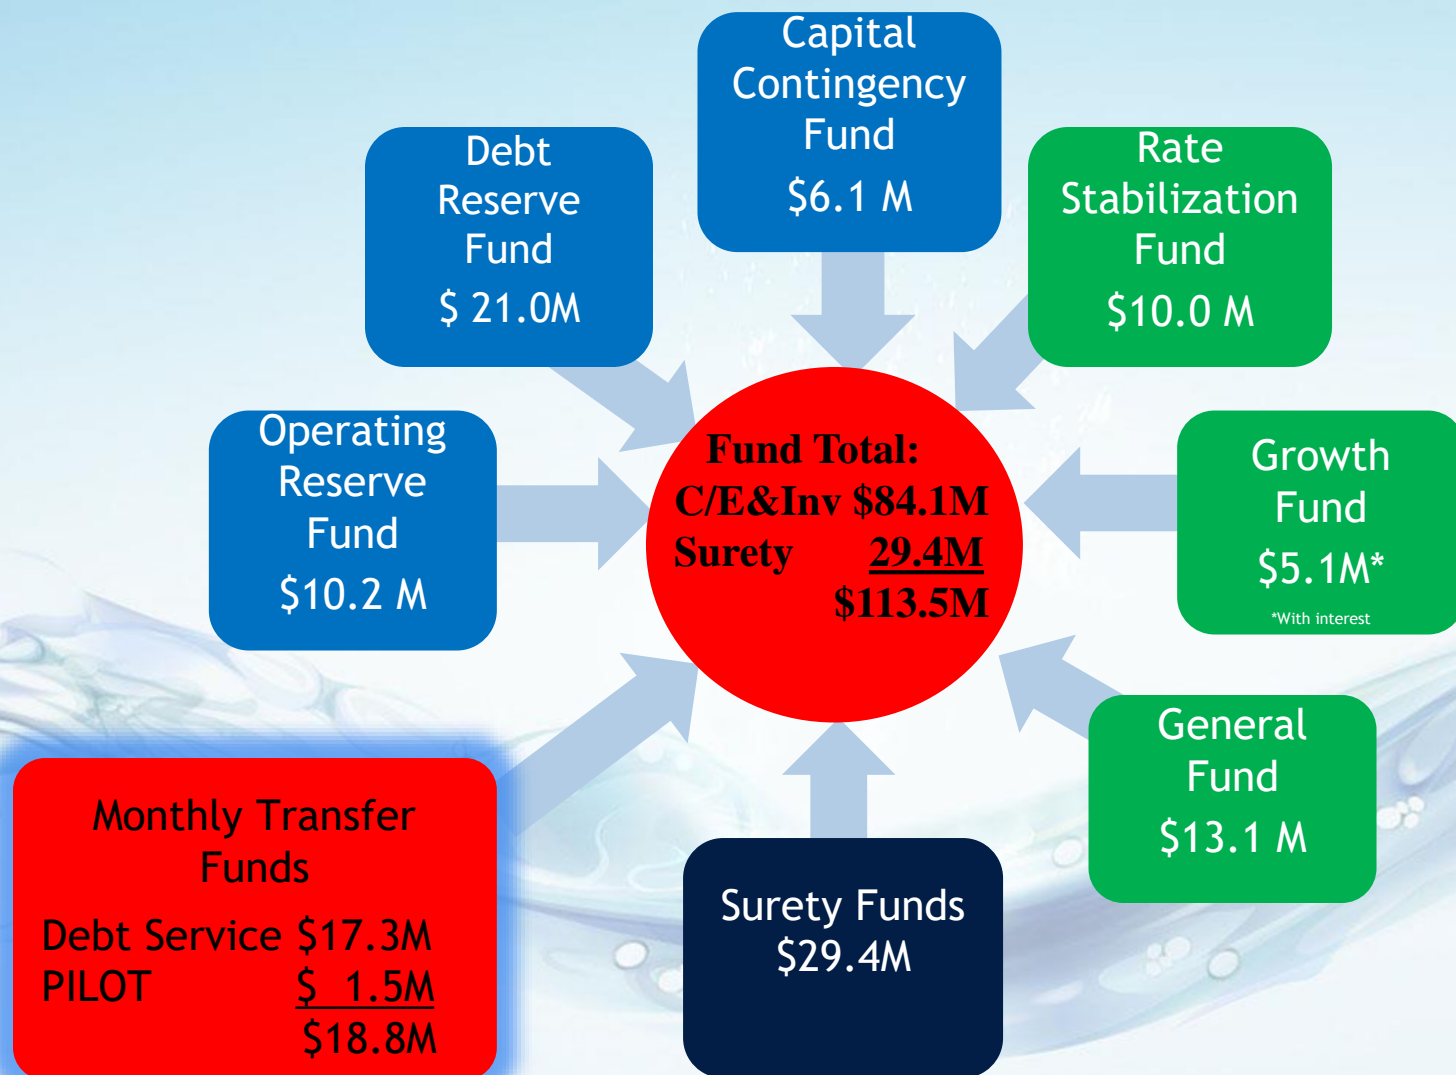 Capital
Contingency
Fund
$6.1 M
Debt
Reserve
Fund
$ 21.0M
Rate
Stabilization
Fund
$10.0 M
Operating
Reserve
Fund
$10.2 M
Fund Total:
C/E&Inv $84.1M
Surety 29.4M
$113.5M
Growth
Fund
$5.1M*
*With interest
Monthly Transfer
Funds
Debt Service $17.3M
PILOT $ 1.5M
$18.8M
Surety Funds
$29.4M
General
Fund
$13.1 M